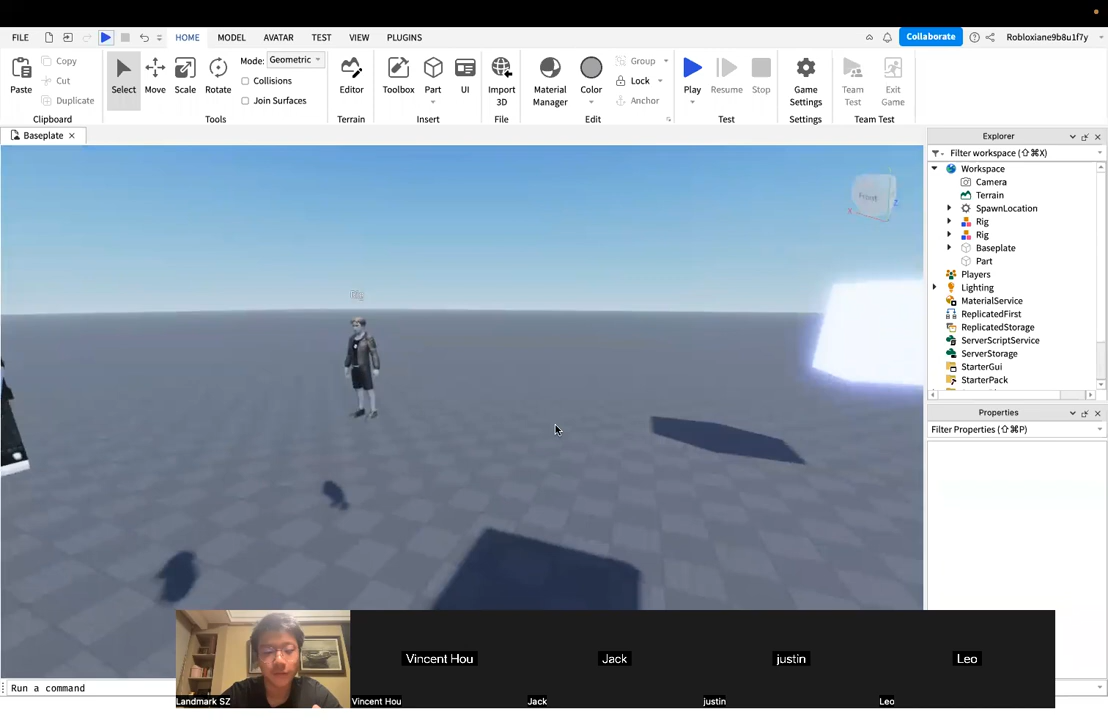 FILE HOME MODEL AVATAR TEST VIEW PLUGINS Collaborate Robloxiane9b8u1f7y
Paste Copy Cut Duplicate Clipboard
Select Move Scale Rotate Mode: Geometric Collisions Join Surfaces Tools
Editor Terrain
Toolbox Part UI Insert
Import 3D File
Material Manager Color Group Lock Anchor Edit
Play Resume Stop Test
Game Settings Settings
Team Test Exit Game Team Test
Baseplate
Front
Explorer
Filter workspace (⇧⌘X)
Workspace
Camera
Terrain
SpawnLocation
Rig
Rig
Baseplate
Part
Players
Lighting
MaterialService
ReplicatedFirst
ReplicatedStorage
ServerScriptService
ServerStorage
StarterGui
StarterPack
Properties
Filter Properties (⇧⌘P)
Vincent Hou Jack justin Leo
Landmark SZ Vincent Hou Jack justin Leo
Run a command